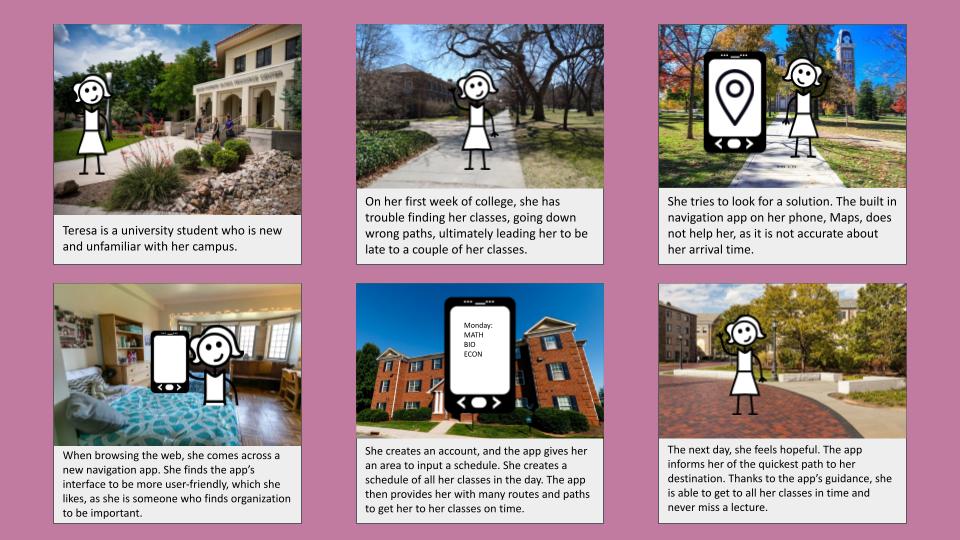 Teresa is a university student who is new
and unfamiliar with her campus.
On her first week of college, she has
trouble finding her classes, going down
wrong paths, ultimately leading her to be
late to a couple of her classes.
She tries to look for a solution. The built in
navigation app on her phone, Maps, does
not help her, as it is not accurate about
her arrival time.
When browsing the web, she comes across a
new navigation app. She finds the app’s
interface to be more user-friendly, which she
likes, as she is someone who finds organization
to be important.
Monday:
MATH
BIO
ECON
She creates an account, and the app gives her
an area to input a schedule. She creates a
schedule of all her classes in the day. The app
then provides her with many routes and paths
to get her to her classes on time.
The next day, she feels hopeful. The app
informs her of the quickest path to her
destination. Thanks to the app’s guidance, she
is able to get to all her classes in time and
never miss a lecture.